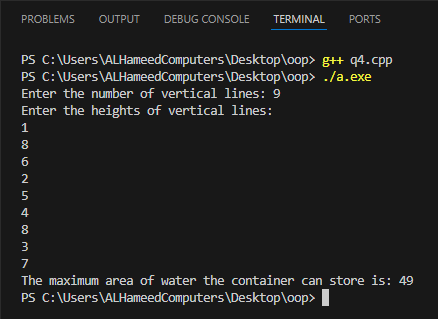 PROBLEMS OUTPUT DEBUG CONSOLE TERMINAL PORTS
PS C:\Users\ALHameedComputers\Desktop\oop> g++ q4.cpp
PS C:\Users\ALHameedComputers\Desktop\oop> ./a.exe
Enter the number of vertical lines: 9
Enter the heights of vertical lines:
1
8
6
2
5
4
8
3
7
The maximum area of water the container can store is: 49
PS C:\Users\ALHameedComputers\Desktop\oop>